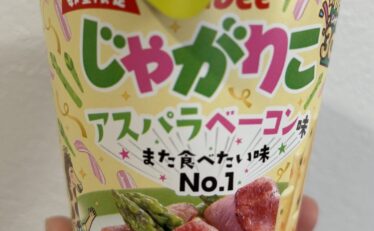 じゃがりこ
アスパラベーコン味
また食べたい味
No.1